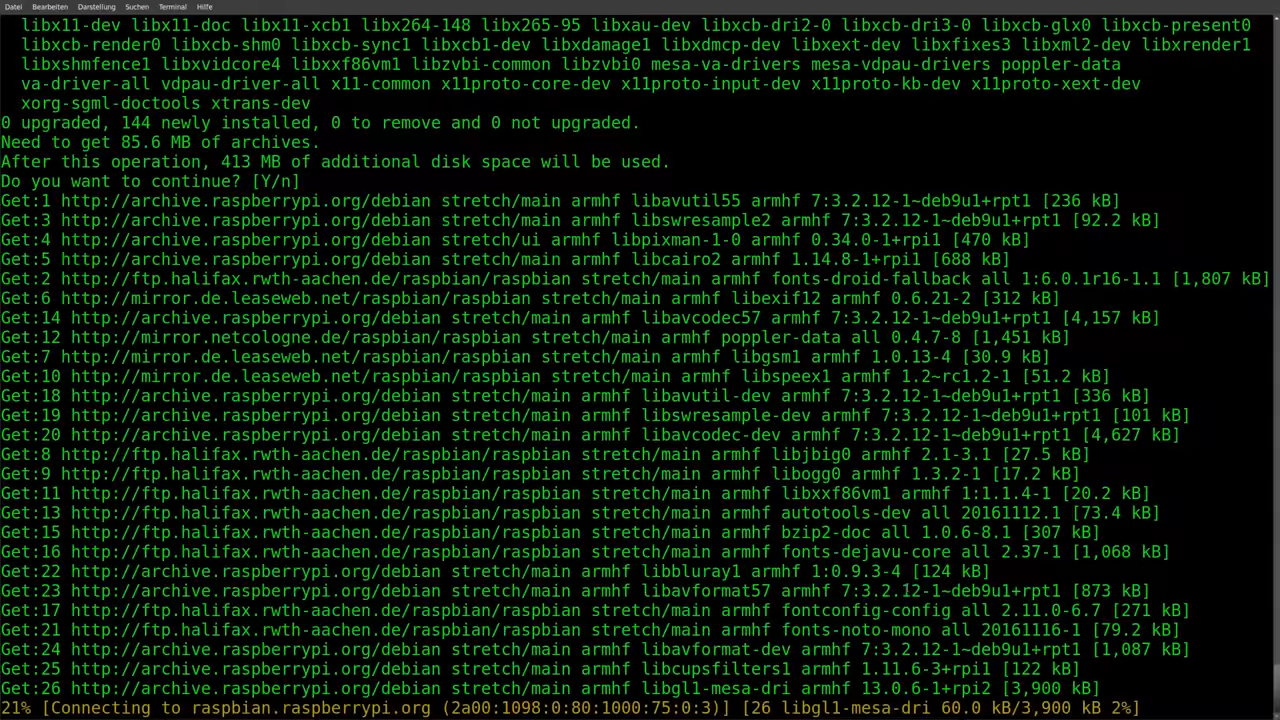 Datei Bearbeiten Darstellung Suchen Terminal Hilfe
libx11-dev libx11-doc libx11-xcb1 libx264-148 libx265-95 libxau-dev libxcb-dri2-0 libxcb-dri3-0 libxcb-glx0 libxcb-present0
libxcb-render0 libxcb-shm0 libxcb-sync1 libxcb1-dev libxdamage1 libxdmcp-dev libxext-dev libxfixes3 libxml2-dev libxrender1
libxshmfence1 libxvidcore4 libxxf86vm1 libzvbi-common libzvbi0 mesa-va-drivers mesa-vdpau-drivers poppler-data
va-driver-all vdpau-driver-all x11-common x11proto-core-dev x11proto-input-dev x11proto-kb-dev x11proto-xext-dev
xorg-sgml-doctools xtrans-dev
0 upgraded, 144 newly installed, 0 to remove and 0 not upgraded.
Need to get 85.6 MB of archives.
After this operation, 413 MB of additional disk space will be used.
Do you want to continue? [Y/n]
Get:1 http://archive.raspberrypi.org/debian stretch/main armhf libavutil55 armhf 7:3.2.12-1~deb9u1+rpt1 [236 kB]
Get:3 http://archive.raspberrypi.org/debian stretch/main armhf libswresample2 armhf 7:3.2.12-1~deb9u1+rpt1 [92.2 kB]
Get:4 http://archive.raspberrypi.org/debian stretch/ui armhf libpixman-1-0 armhf 0.34.0-1+rpi1 [470 kB]
Get:5 http://archive.raspberrypi.org/debian stretch/main armhf libcairo2 armhf 1.14.8-1+rpi1 [688 kB]
Get:2 http://ftp.halifax.rwth-aachen.de/raspbian/raspbian stretch/main armhf fonts-droid-fallback all 1:6.0.1r16-1.1 [1,807 kB]
Get:6 http://mirror.de.leaseweb.net/raspbian/raspbian stretch/main armhf libexif12 armhf 0.6.21-2 [312 kB]
Get:14 http://archive.raspberrypi.org/debian stretch/main armhf libavcodec57 armhf 7:3.2.12-1~deb9u1+rpt1 [4,157 kB]
Get:12 http://mirror.netcologne.de/raspbian/raspbian stretch/main armhf poppler-data all 0.4.7-8 [1,451 kB]
Get:7 http://mirror.de.leaseweb.net/raspbian/raspbian stretch/main armhf libgsm1 armhf 1.0.13-4 [30.9 kB]
Get:10 http://mirror.de.leaseweb.net/raspbian/raspbian stretch/main armhf libspeex1 armhf 1.2~rc1.2-1 [51.2 kB]
Get:18 http://archive.raspberrypi.org/debian stretch/main armhf libavutil-dev armhf 7:3.2.12-1~deb9u1+rpt1 [336 kB]
Get:19 http://archive.raspberrypi.org/debian stretch/main armhf libswresample-dev armhf 7:3.2.12-1~deb9u1+rpt1 [101 kB]
Get:20 http://archive.raspberrypi.org/debian stretch/main armhf libavcodec-dev armhf 7:3.2.12-1~deb9u1+rpt1 [4,627 kB]
Get:8 http://ftp.halifax.rwth-aachen.de/raspbian/raspbian stretch/main armhf libjbig0 armhf 2.1-3.1 [27.5 kB]
Get:9 http://ftp.halifax.rwth-aachen.de/raspbian/raspbian stretch/main armhf libogg0 armhf 1.3.2-1 [17.2 kB]
Get:11 http://ftp.halifax.rwth-aachen.de/raspbian/raspbian stretch/main armhf libxxf86vm1 armhf 1:1.1.4-1 [20.2 kB]
Get:13 http://ftp.halifax.rwth-aachen.de/raspbian/raspbian stretch/main armhf autotools-dev all 20161112.1 [73.4 kB]
Get:15 http://ftp.halifax.rwth-aachen.de/raspbian/raspbian stretch/main armhf bzip2-doc all 1.0.6-8.1 [307 kB]
Get:16 http://ftp.halifax.rwth-aachen.de/raspbian/raspbian stretch/main armhf fonts-dejavu-core all 2.37-1 [1,068 kB]
Get:22 http://archive.raspberrypi.org/debian stretch/main armhf libbluray1 armhf 1:0.9.3-4 [124 kB]
Get:23 http://archive.raspberrypi.org/debian stretch/main armhf libavformat57 armhf 7:3.2.12-1~deb9u1+rpt1 [873 kB]
Get:17 http://ftp.halifax.rwth-aachen.de/raspbian/raspbian stretch/main armhf fontconfig-config all 2.11.0-6.7 [271 kB]
Get:21 http://ftp.halifax.rwth-aachen.de/raspbian/raspbian stretch/main armhf fonts-noto-mono all 20161116-1 [79.2 kB]
Get:24 http://archive.raspberrypi.org/debian stretch/main armhf libavformat-dev armhf 7:3.2.12-1~deb9u1+rpt1 [1,087 kB]
Get:25 http://archive.raspberrypi.org/debian stretch/main armhf libcupsfilters1 armhf 1.11.6-3+rpi1 [122 kB]
Get:26 http://archive.raspberrypi.org/debian stretch/main armhf libgl1-mesa-dri armhf 13.0.6-1+rpi2 [3,900 kB]
21% [Connecting to raspbian.raspberrypi.org (2a00:1098:0:80:1000:75:0:3)] [26 libgl1-mesa-dri 60.0 kB/3,900 kB 2%]